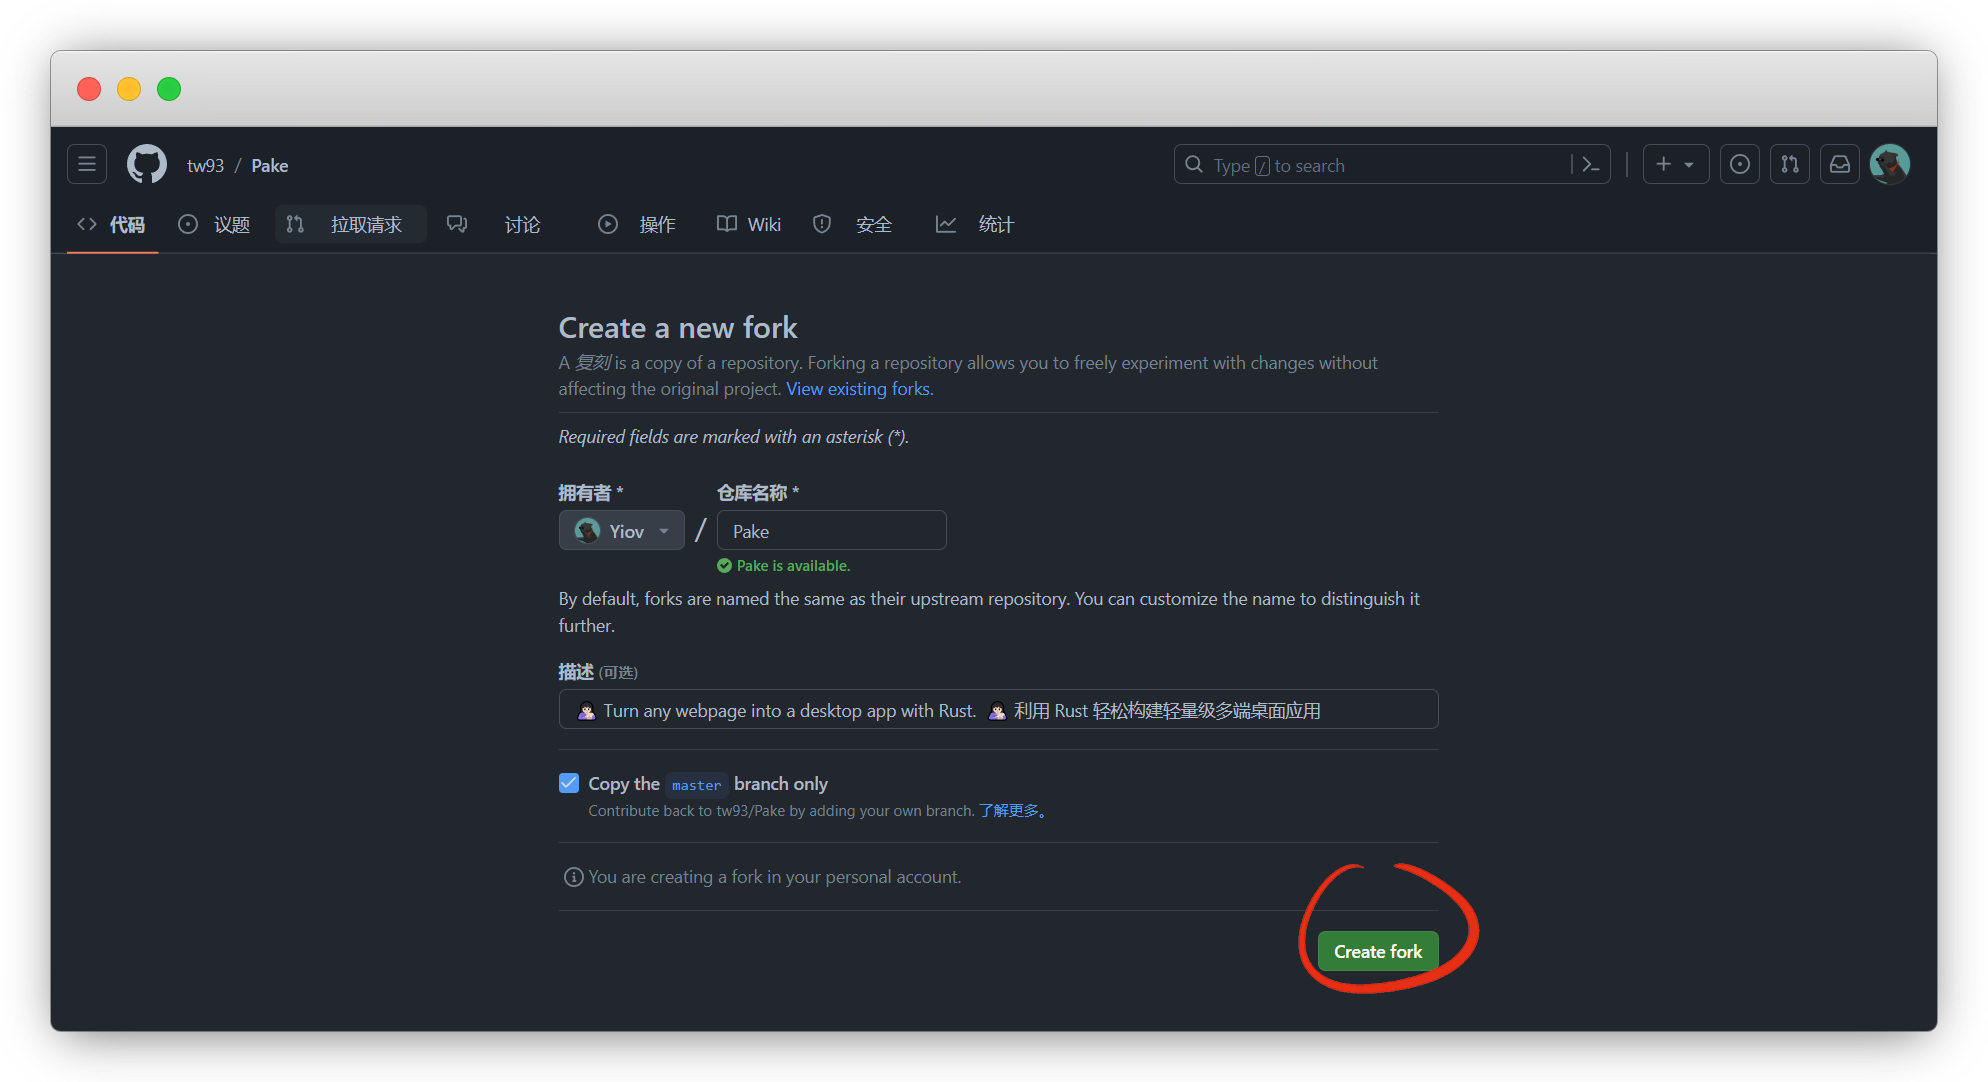 tw93 / Pake
Type / to search
代码 议题 拉取请求 讨论 操作 Wiki 安全 统计
Create a new fork
A 复刻 is a copy of a repository. Forking a repository allows you to freely experiment with changes without
affecting the original project. View existing forks.
Required fields are marked with an asterisk (*).
拥有者 * 仓库名称 *
Yiov / Pake
Pake is available.
By default, forks are named the same as their upstream repository. You can customize the name to distinguish it
further.
描述 (可选)
🤱🏻 Turn any webpage into a desktop app with Rust. 🤱🏻 利用 Rust 轻松构建轻量级多端桌面应用
Copy the master branch only
Contribute back to tw93/Pake by adding your own branch. 了解更多。
You are creating a fork in your personal account.
Create fork